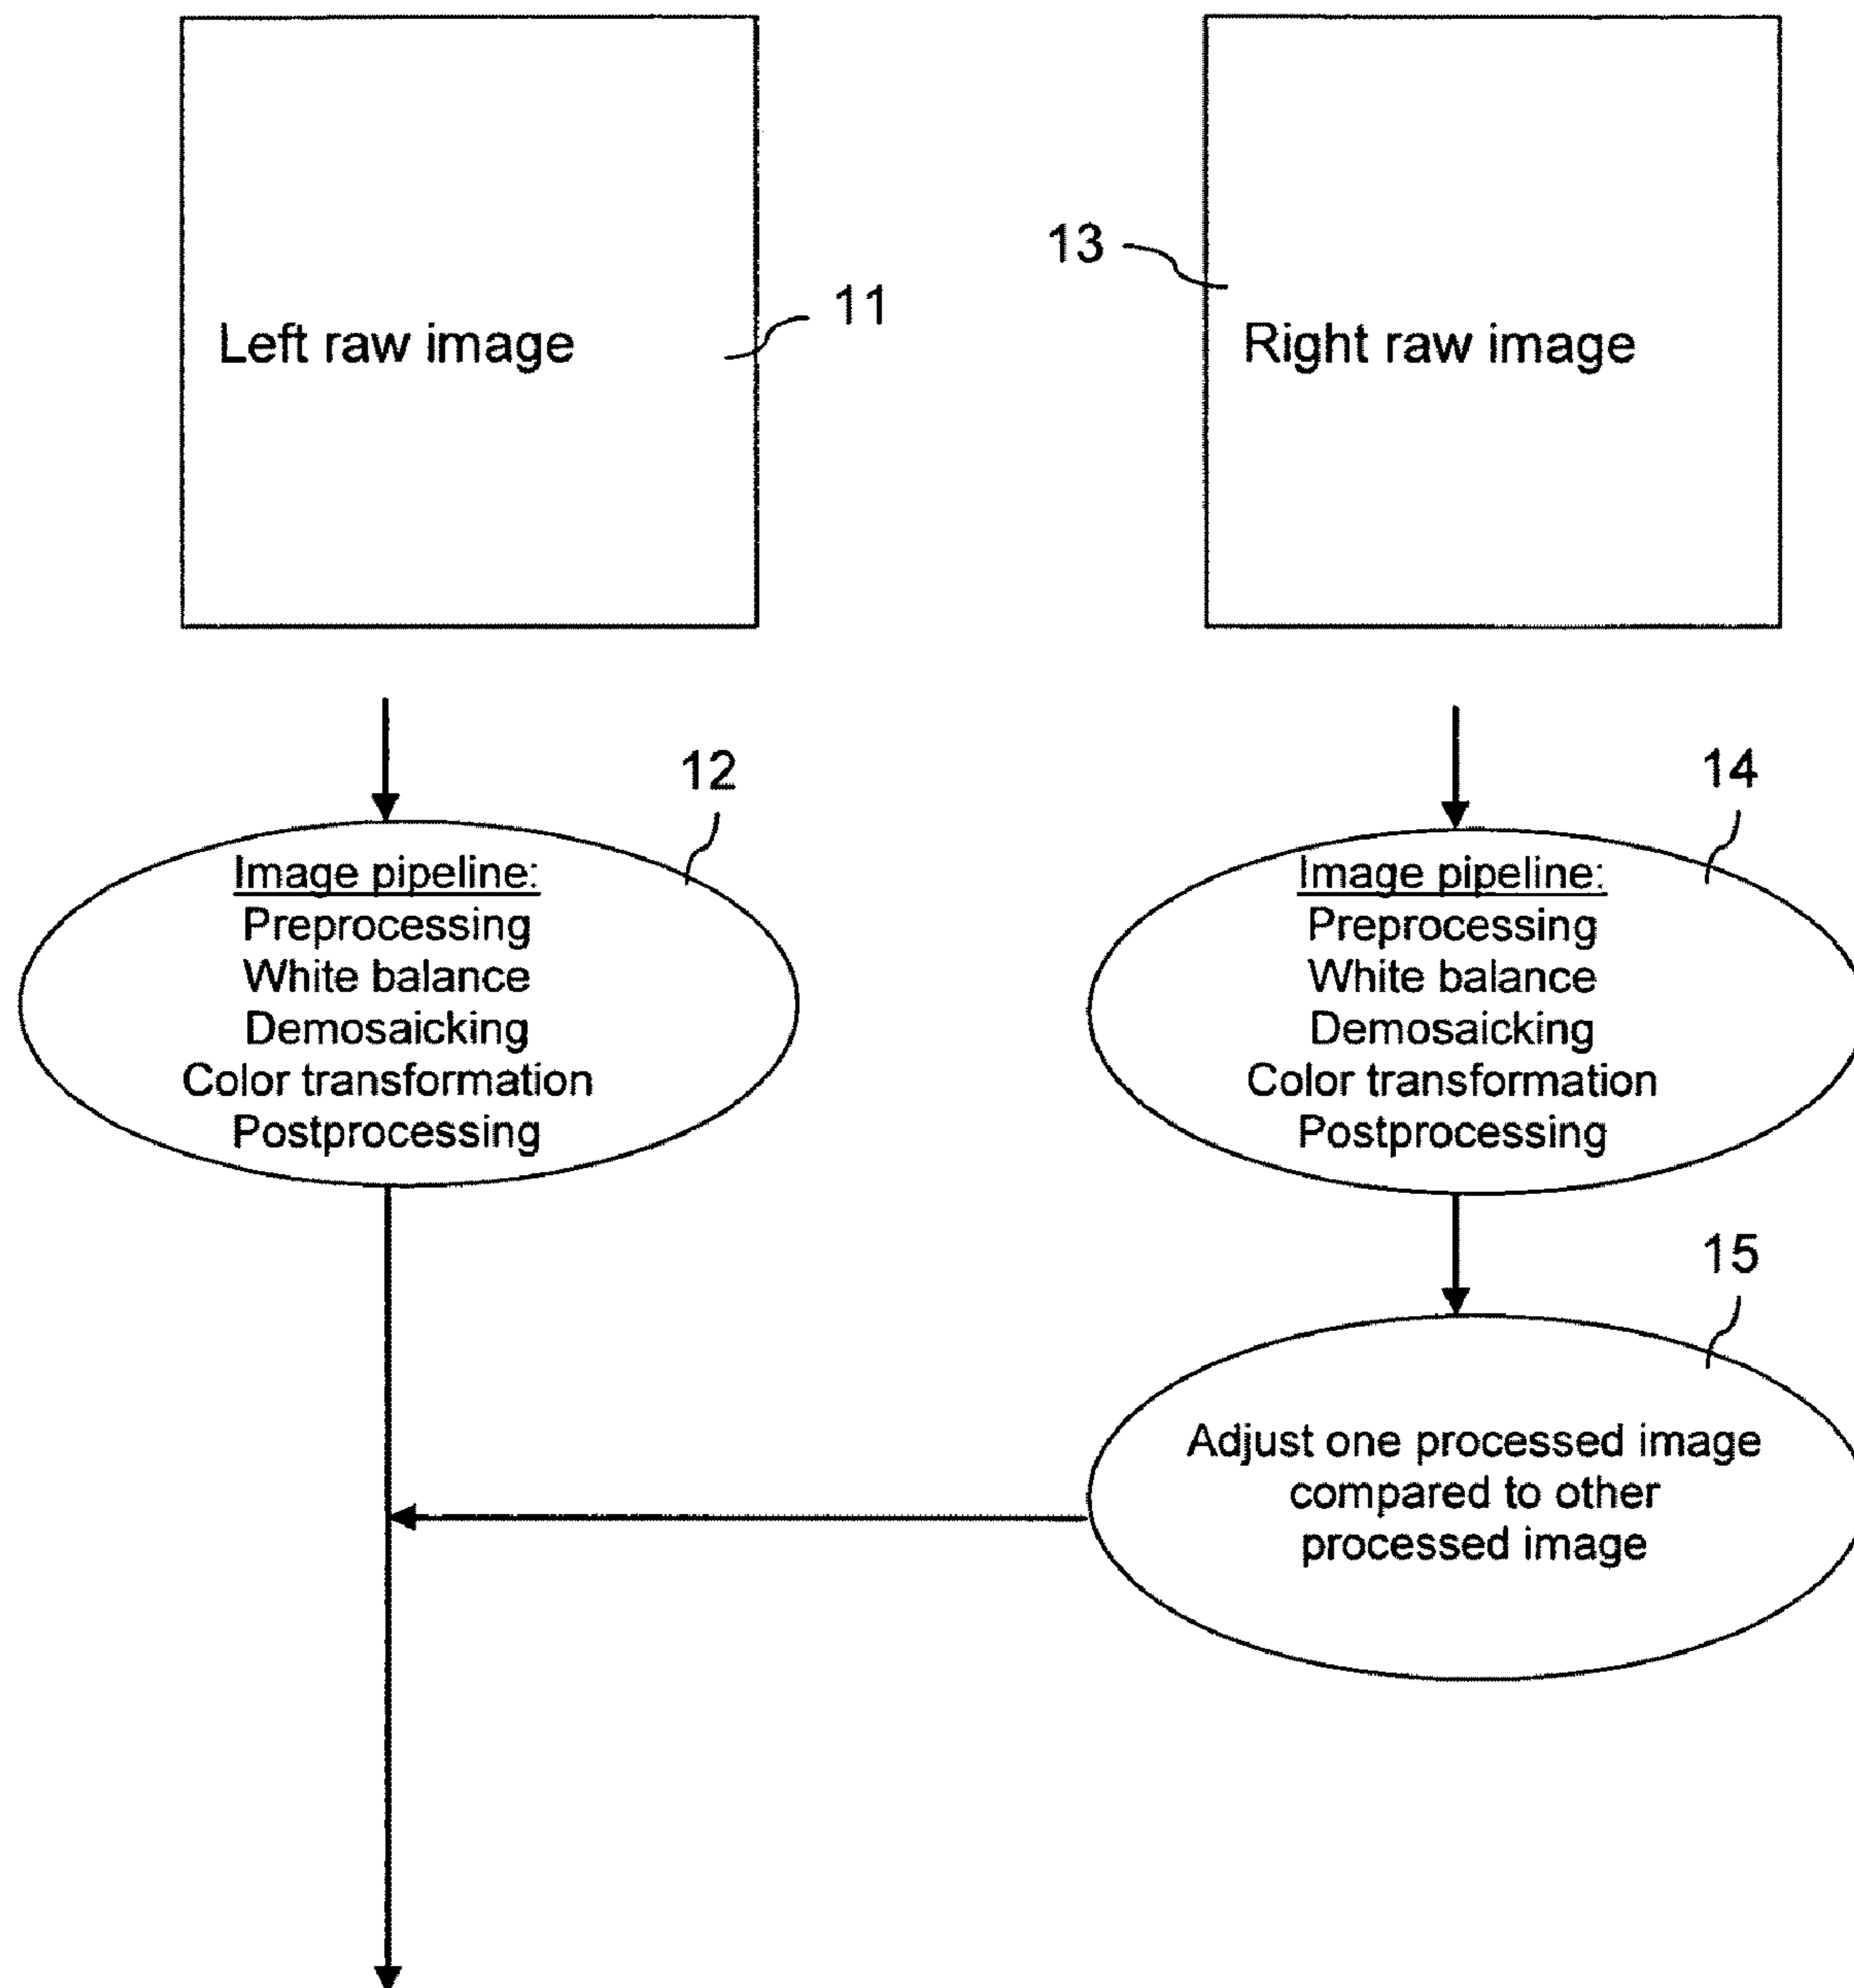 Left raw image
11
13
Right raw image
12
Image pipeline:
Preprocessing
White balance
Demosaicking
Color transformation
Postprocessing
14
Image pipeline:
Preprocessing
White balance
Demosaicking
Color transformation
Postprocessing
15
Adjust one processed image
compared to other
processed image